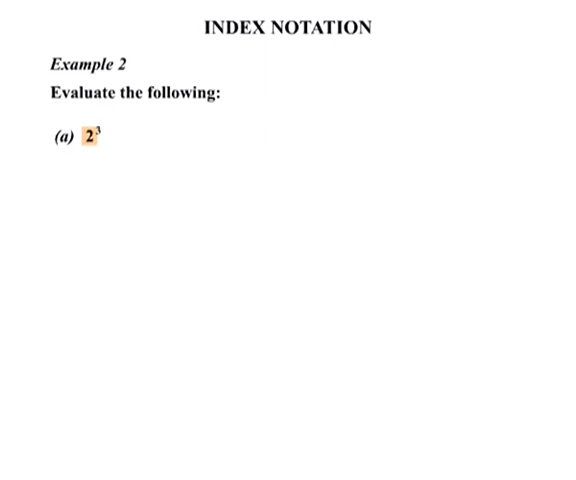 INDEX NOTATION
Example 2
Evaluate the following:
(a) 2³